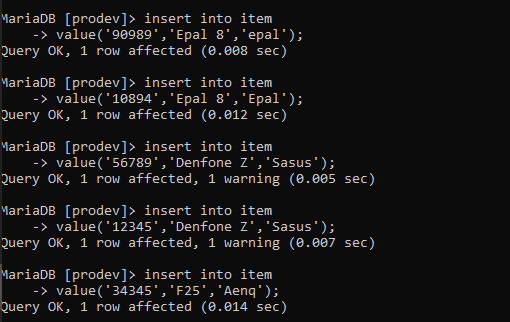 MariaDB [prodev]> insert into item
-> value('90989','Epal 8','epal');
Query OK, 1 row affected (0.008 sec)
MariaDB [prodev]> insert into item
-> value('10894','Epal 8','Epal');
Query OK, 1 row affected (0.012 sec)
MariaDB [prodev]> insert into item
-> value('56789','Denfone Z','Sasus');
Query OK, 1 row affected, 1 warning (0.005 sec)
MariaDB [prodev]> insert into item
-> value('12345','Denfone Z','Sasus');
Query OK, 1 row affected, 1 warning (0.007 sec)
MariaDB [prodev]> insert into item
-> value('34345','F25','Aenq');
Query OK, 1 row affected (0.014 sec)